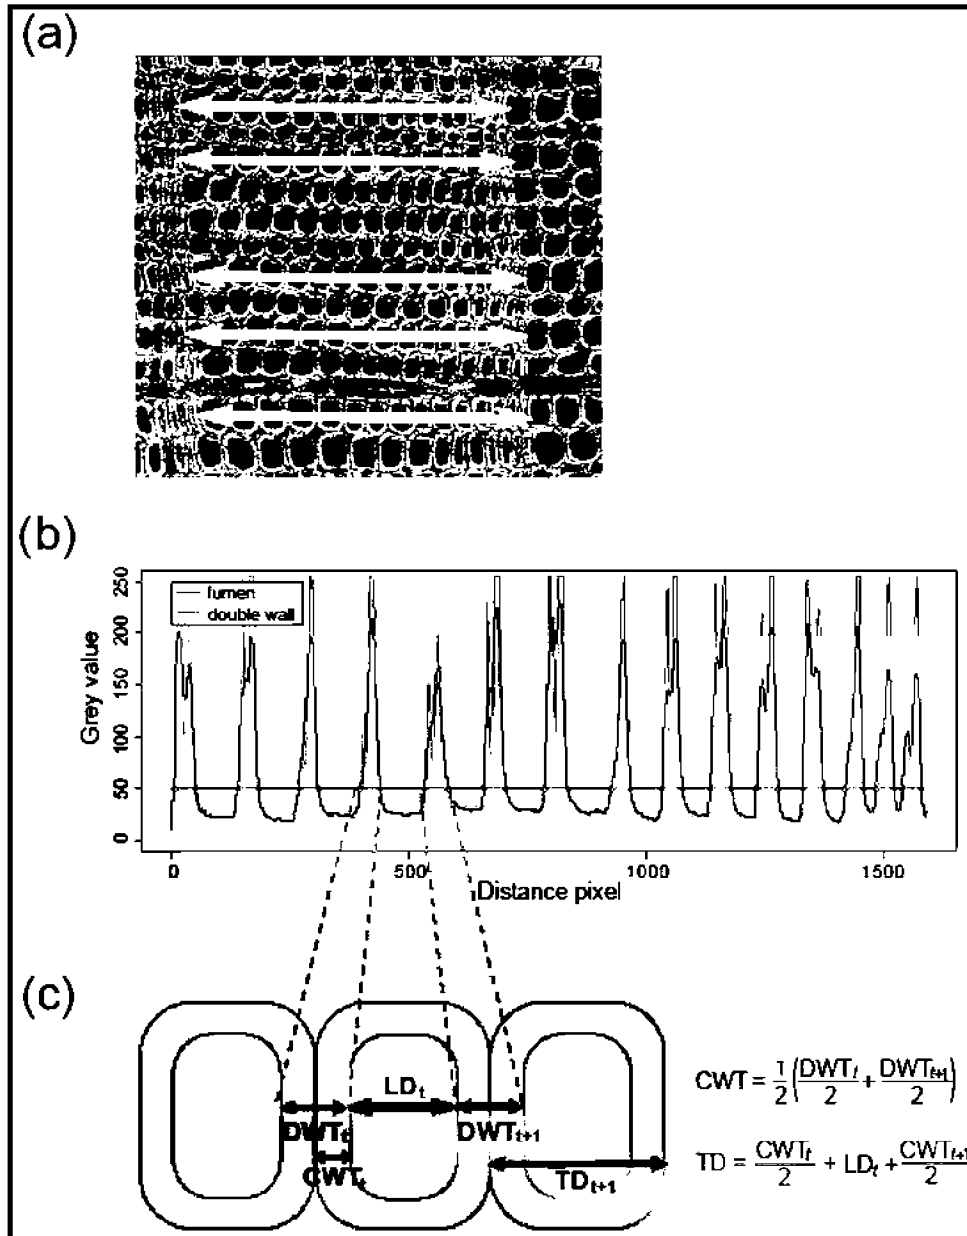 (a)
(b)
250
200
150
100
50
0
Grey value
lumen
double wall
0
500
1000
1500
Distance pixel
(c)
LDt
DWTt
DWTt+1
CWTt
TDt+1
CWT = 1/2 (DWTt/2 + DWTt+1/2)
TD = CWTt/2 + LDt + CWTt+1/2